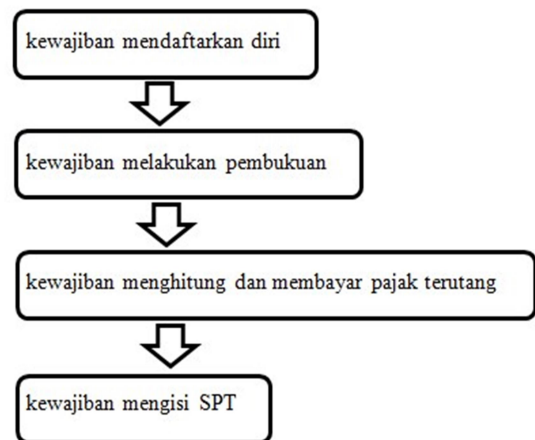 kewajiban mendaftarkan diri
kewajiban melakukan pembukuan
kewajiban menghitung dan membayar pajak terutang
kewajiban mengisi SPT